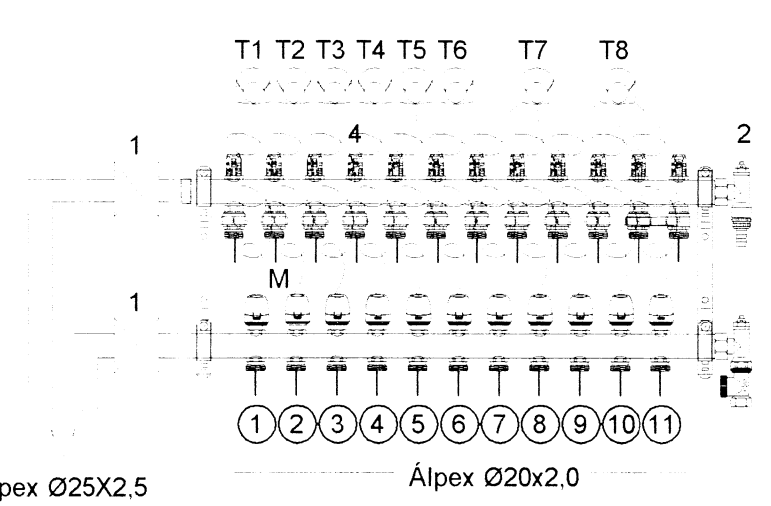 T1 T2 T3 T4 T5 T6 T7 T8
1 4 2
M
1
1 2 3 4 5 6 7 8 9 10 11
Álpex Ø20x2,0
pex Ø25X2,5